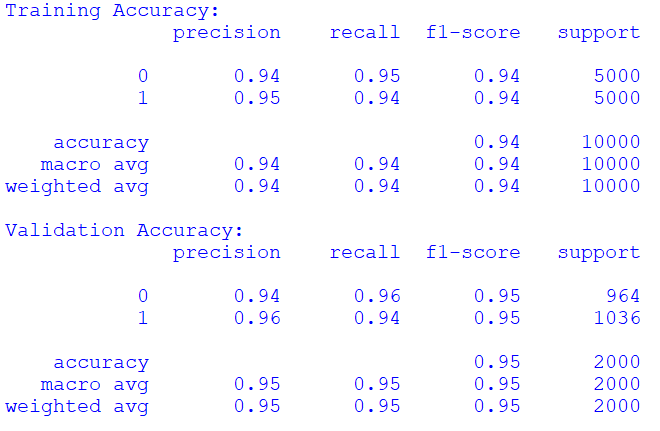 Training Accuracy:
              precision    recall  f1-score   support

           0       0.94      0.95      0.94      5000
           1       0.95      0.94      0.94      5000

    accuracy                           0.94     10000
   macro avg       0.94      0.94      0.94     10000
weighted avg       0.94      0.94      0.94     10000

Validation Accuracy:
              precision    recall  f1-score   support

           0       0.94      0.96      0.95       964
           1       0.96      0.94      0.95      1036

    accuracy                           0.95      2000
   macro avg       0.95      0.95      0.95      2000
weighted avg       0.95      0.95      0.95      2000